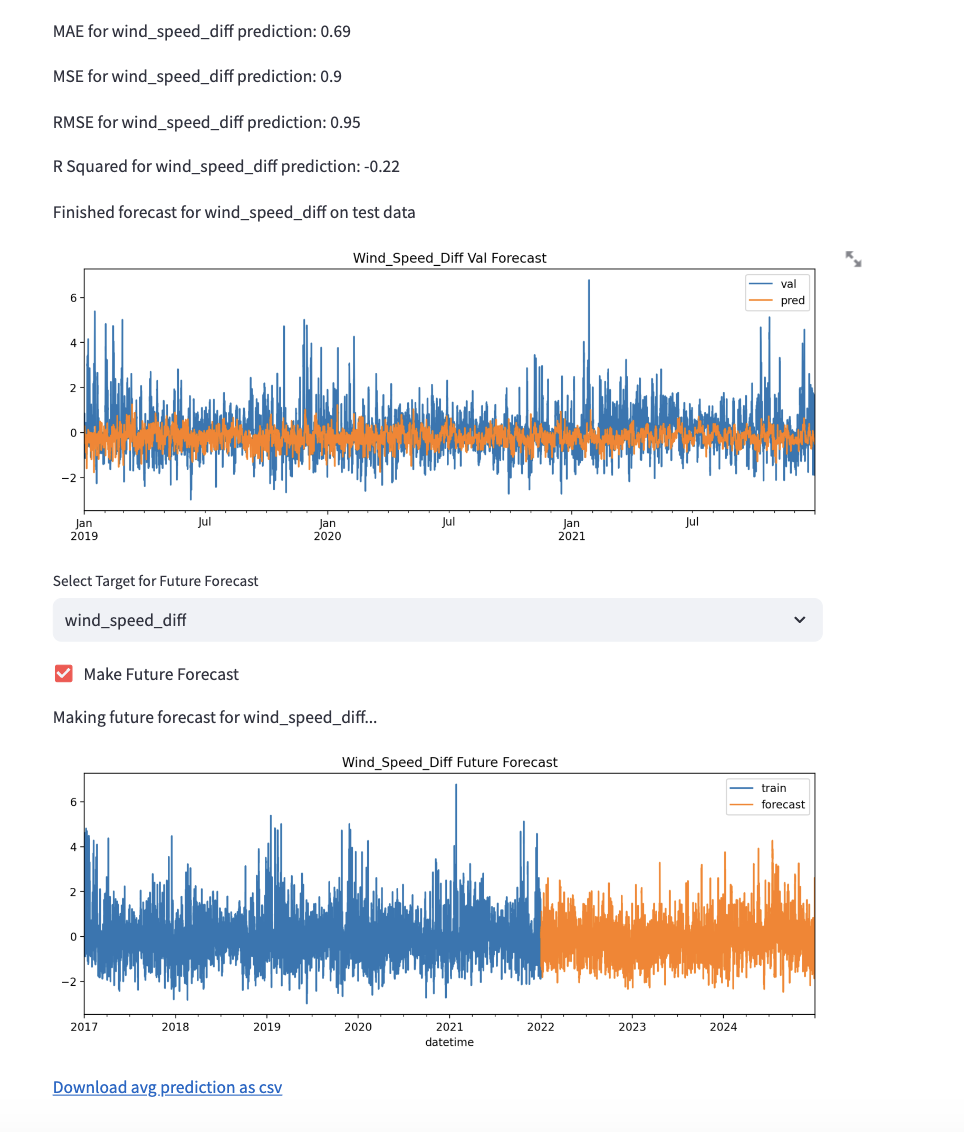 MAE for wind_speed_diff prediction: 0.69
MSE for wind_speed_diff prediction: 0.9
RMSE for wind_speed_diff prediction: 0.95
R Squared for wind_speed_diff prediction: -0.22
Finished forecast for wind_speed_diff on test data
Wind_Speed_Diff Val Forecast
val
pred
6
4
2
0
−2
Jan Jul Jan Jul Jan Jul
2019 2020 2021
Select Target for Future Forecast
wind_speed_diff
Make Future Forecast
Making future forecast for wind_speed_diff...
Wind_Speed_Diff Future Forecast
train
forecast
6
4
2
0
−2
2017 2018 2019 2020 2021 2022 2023 2024
datetime
Download avg prediction as csv